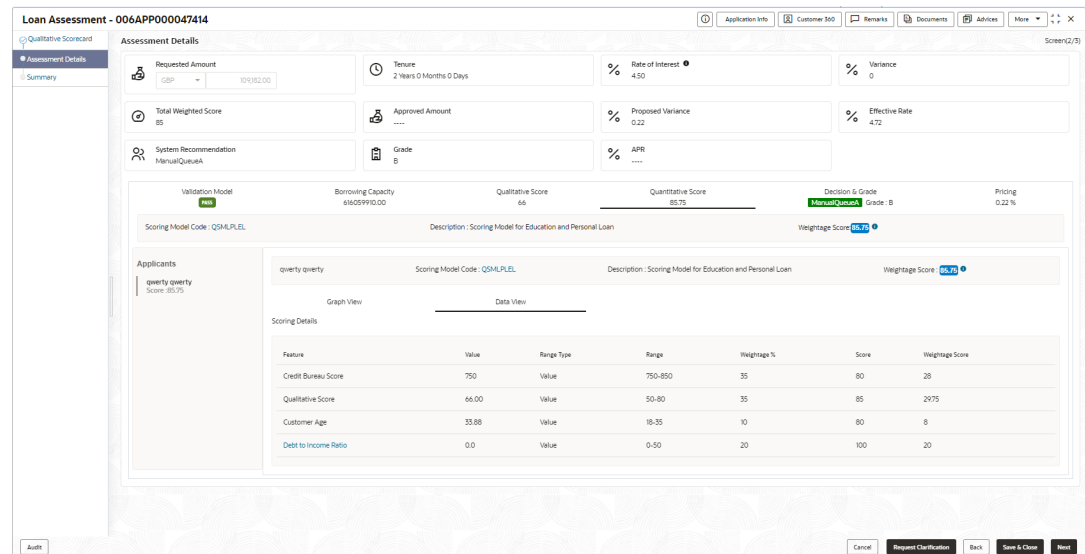 Loan Assessment - 006APP000047414
Application Info
Customer 360
Remarks
Documents
Advices
More
Qualitative Scorecard
Assessment Details
Summary
Assessment Details
Screen(2/3)
Requested Amount
GBP
109,182.00
Tenure
2 Years 0 Months 0 Days
Rate of Interest
4.50
Variance
0
Total Weighted Score
85
Approved Amount
----
Proposed Variance
0.22
Effective Rate
4.72
System Recommendation
ManualQueueA
Grade
B
APR
----
Validation Model
PASS
Borrowing Capacity
616059910.00
Qualitative Score
66
Quantitative Score
85.75
Decision & Grade
ManualQueueA Grade : B
Pricing
0.22 %
Scoring Model Code : QSMLPLEL
Description : Scoring Model for Education and Personal Loan
Weightage Score: 85.75
Applicants
qwerty qwerty
Score :85.75
qwerty qwerty
Scoring Model Code : QSMLPLEL
Description : Scoring Model for Education and Personal Loan
Weightage Score : 85.75
Graph View
Data View
Scoring Details
Feature Value Range Type Range Weightage % Score Weightage Score
Credit Bureau Score 750 Value 750-850 35 80 28
Qualitative Score 66.00 Value 50-80 35 85 29.75
Customer Age 33.88 Value 18-35 10 80 8
Debt to Income Ratio 0.0 Value 0-50 20 100 20
Audit
Cancel
Request Clarification
Back
Save & Close
Next